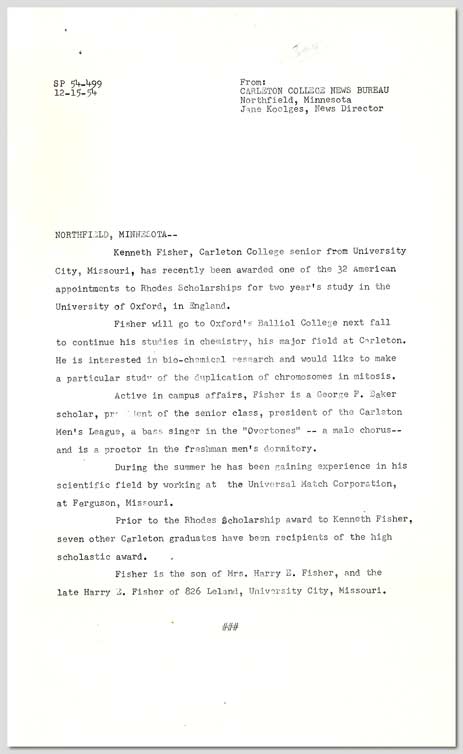 SP 54-499
12-15-54
From:
CARLETON COLLEGE NEWS BUREAU
Northfield, Minnesota
Jane Koelges, News Director
NORTHFIELD, MINNESOTA--
Kenneth Fisher, Carleton College senior from University
City, Missouri, has recently been awarded one of the 32 American
appointments to Rhodes Scholarships for two year's study in the
University of Oxford, in England.
Fisher will go to Oxford's Balliol College next fall
to continue his studies in chemistry, his major field at Carleton.
He is interested in bio-chemical research and would like to make
a particular study of the duplication of chromosomes in mitosis.
Active in campus affairs, Fisher is a George F. Baker
scholar, president of the senior class, president of the Carleton
Men's League, a bass singer in the "Overtones" -- a male chorus--
and is a proctor in the freshman men's dormitory.
During the summer he has been gaining experience in his
scientific field by working at the Universal Match Corporation,
at Ferguson, Missouri.
Prior to the Rhodes Scholarship award to Kenneth Fisher,
seven other Carleton graduates have been recipients of the high
scholastic award.
Fisher is the son of Mrs. Harry E. Fisher, and the
late Harry E. Fisher of 826 Leland, University City, Missouri.
###